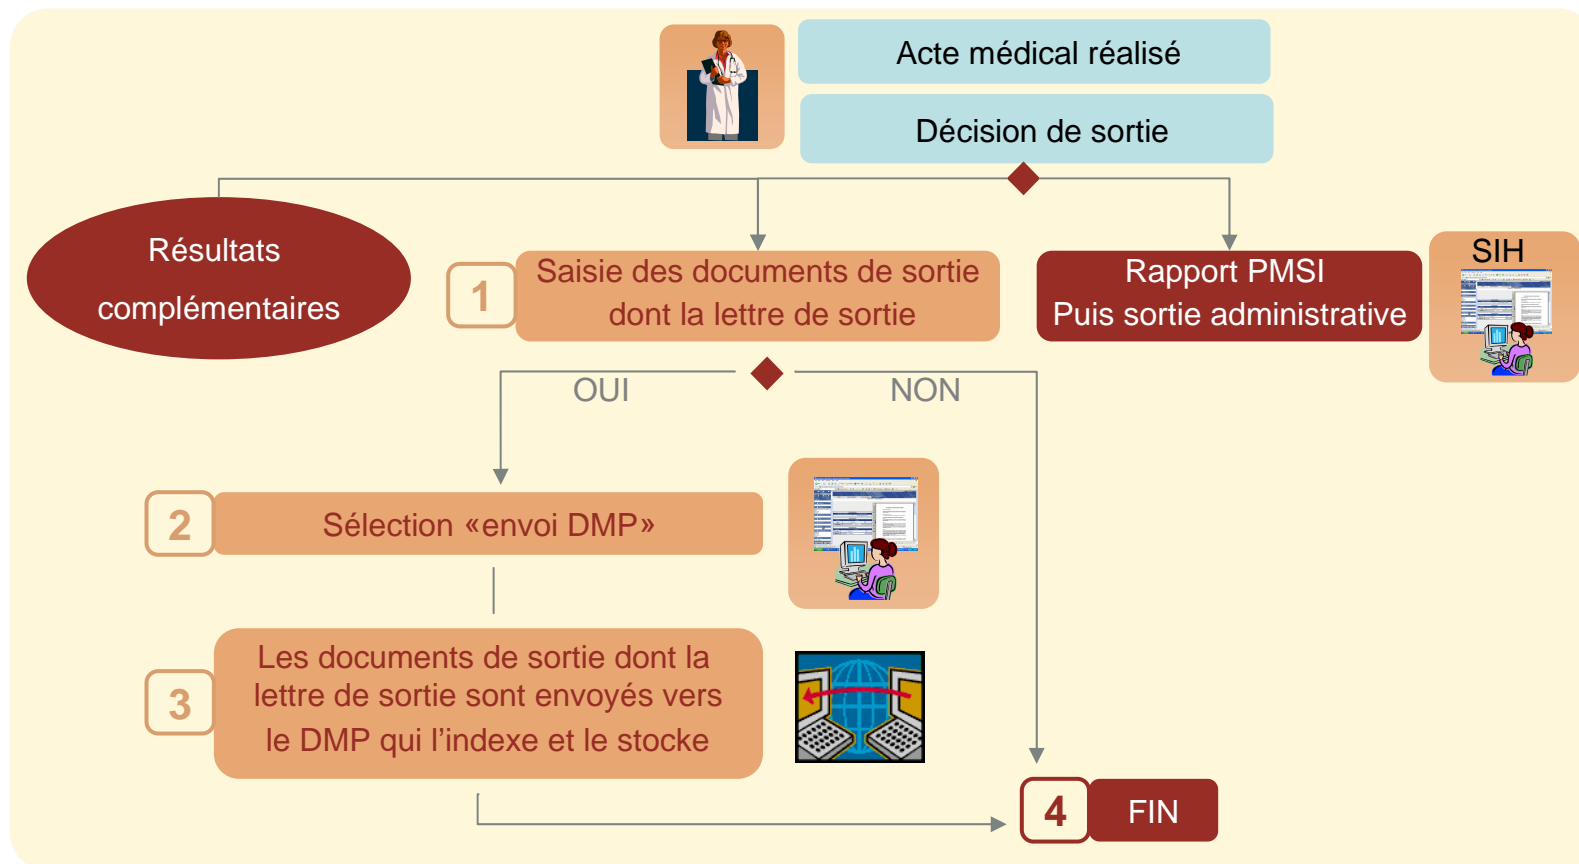 Acte médical réalisé
Décision de sortie
Résultats
complémentaires
1
Saisie des documents de sortie
dont la lettre de sortie
Rapport PMSI
Puis sortie administrative
SIH
OUI
NON
2
Sélection «envoi DMP»
3
Les documents de sortie dont la
lettre de sortie sont envoyés vers
le DMP qui l’indexe et le stocke
4
FIN